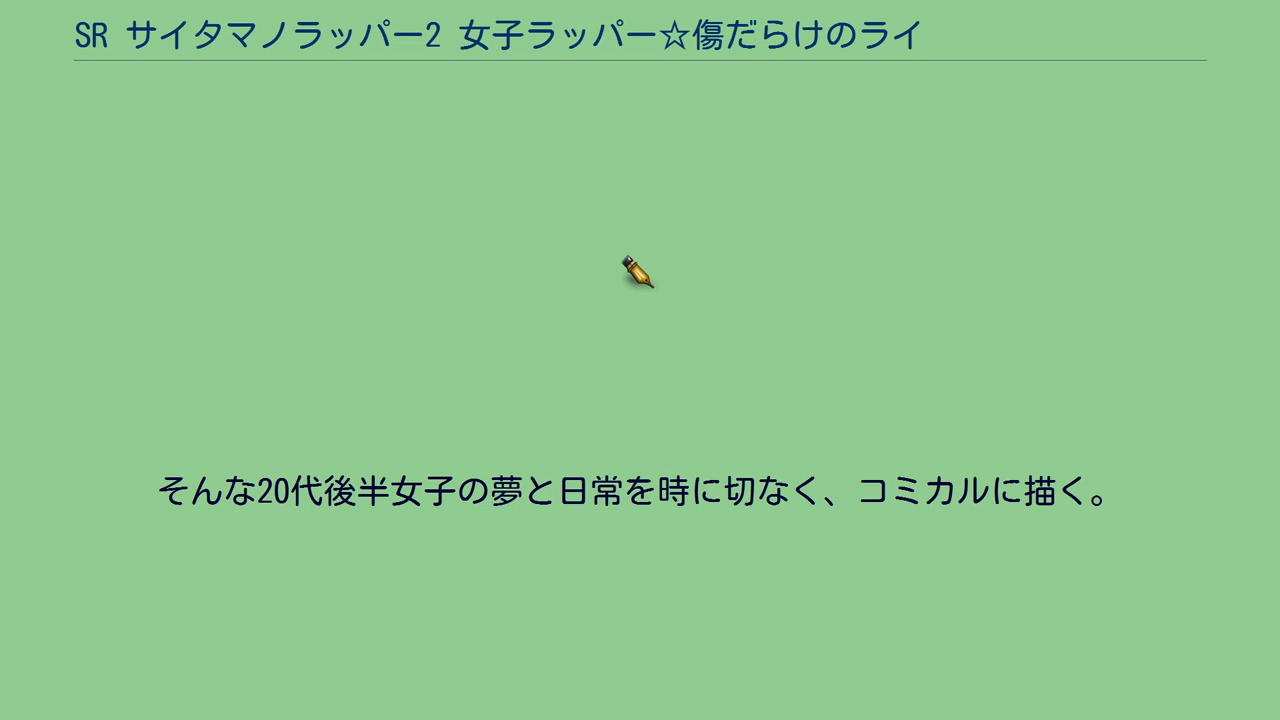 SR サイタマノラッパー2 女子ラッパー☆傷だらけのライ
そんな20代後半女子の夢と日常を時に切なく、コミカルに描く。